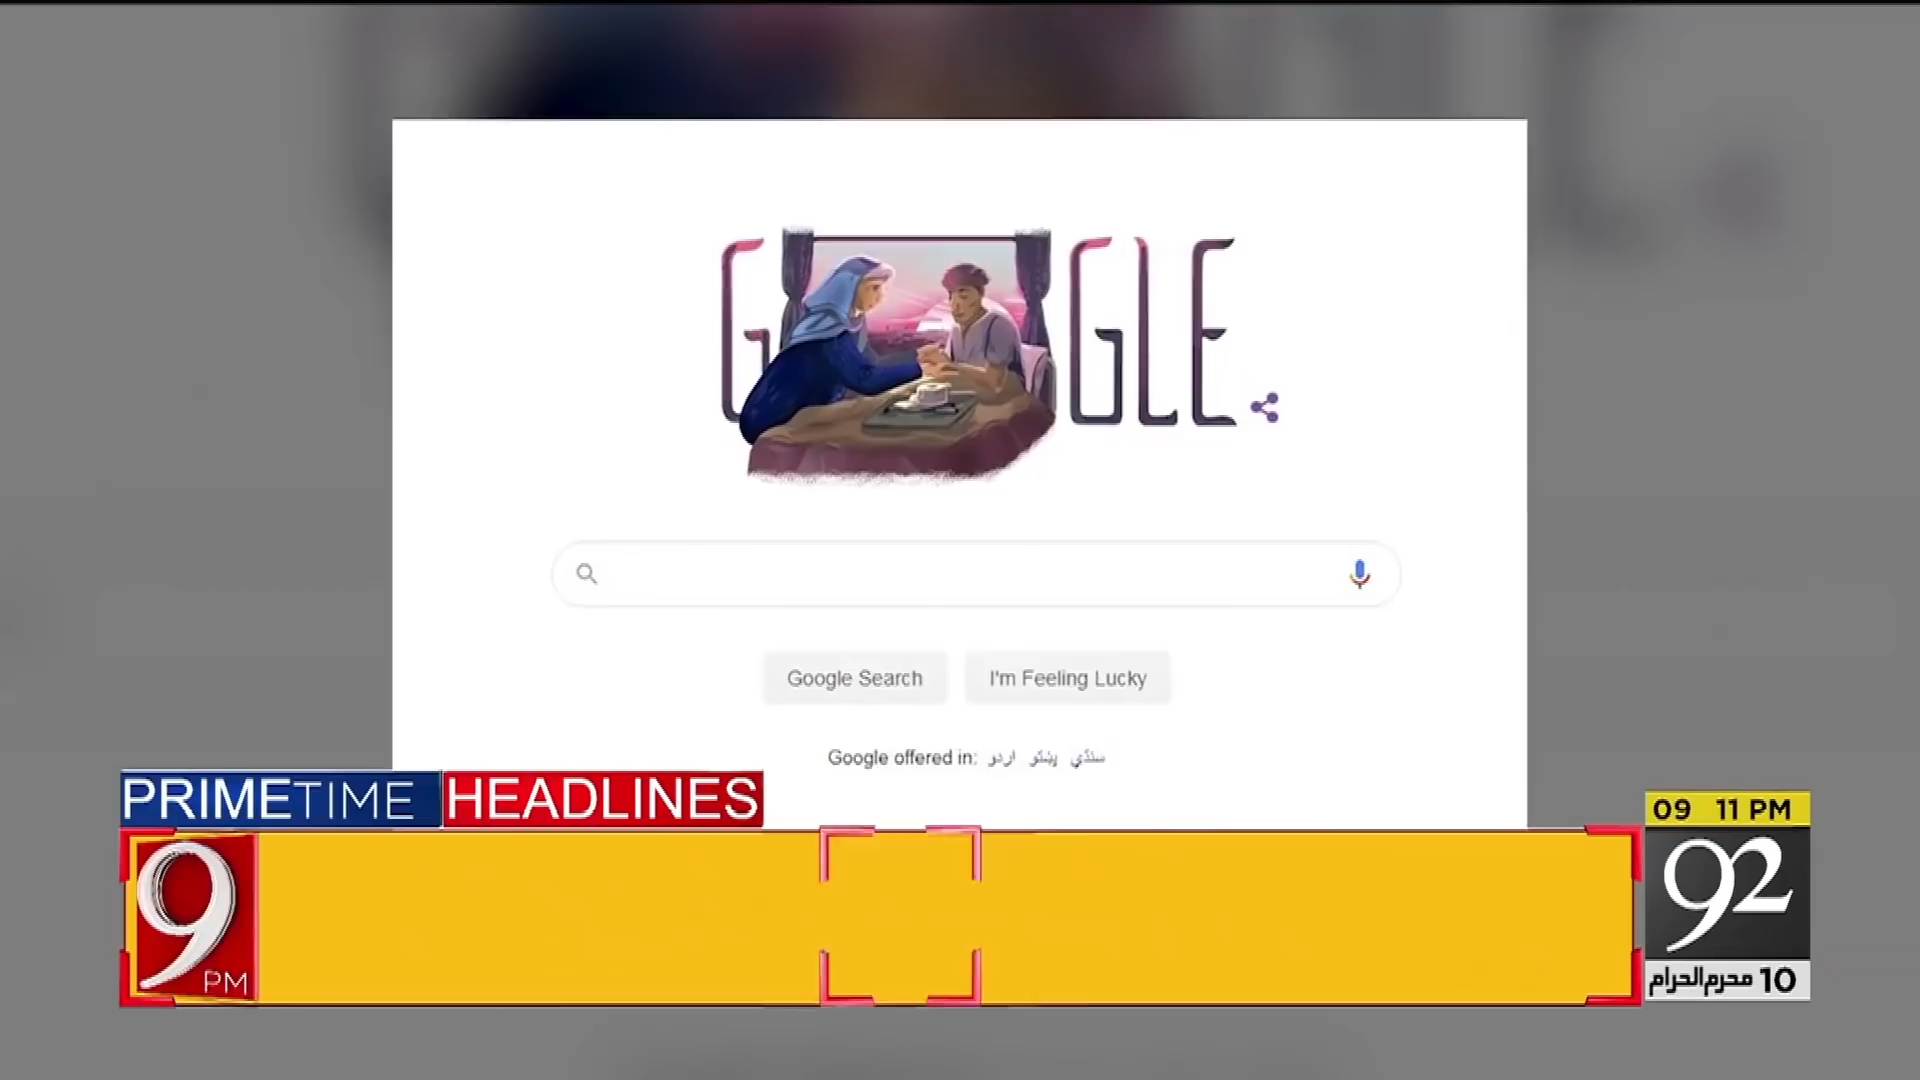 GOOGLE
Google Search
I'm Feeling Lucky
Google offered in: اردو پښتو سنڌي
PRIMETIME HEADLINES
9
PM
09 11 PM
92
10 محرم الحرام